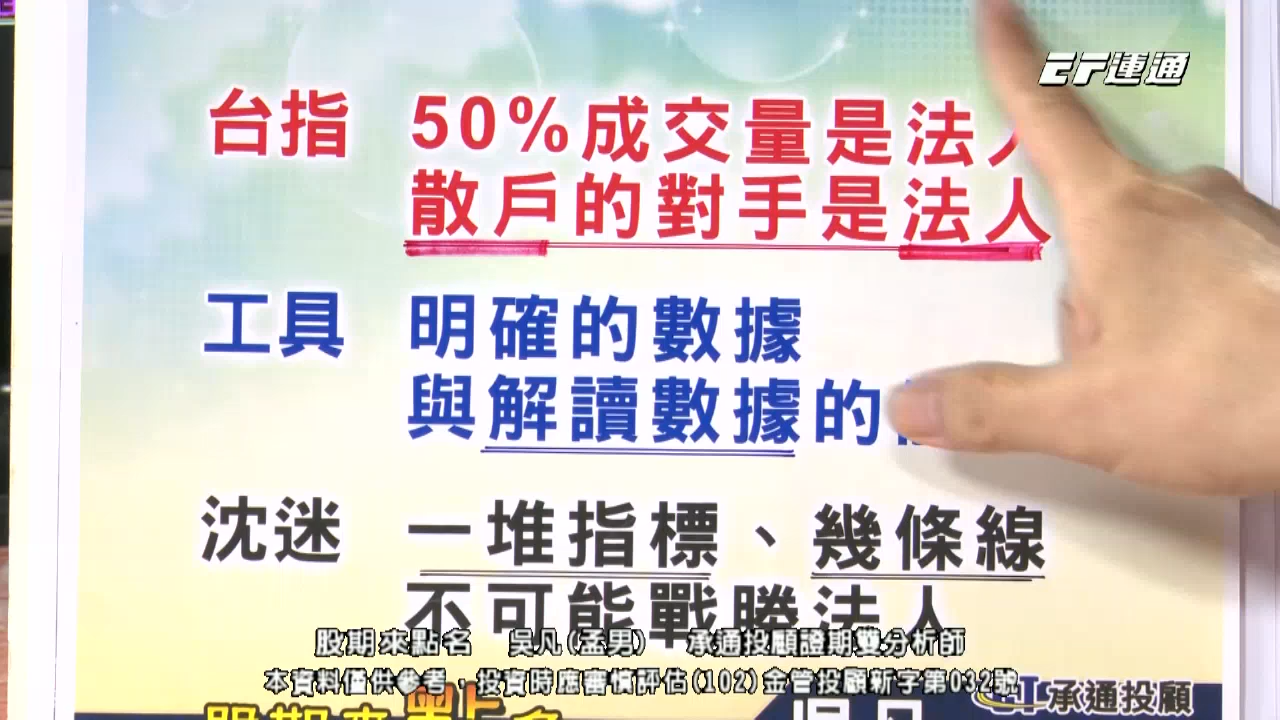 EF運通
台指 50%成交量是法人
散戶的對手是法人
工具 明確的數據
與解讀數據的
沈迷 一堆指標、幾條線
不可能戰勝法人
股期來點名 吳凡(孟男) 承通投顧證期雙分析師
本資料僅供參考,投資時應審慎評估(102)金管投顧新字第032號
承通投顧